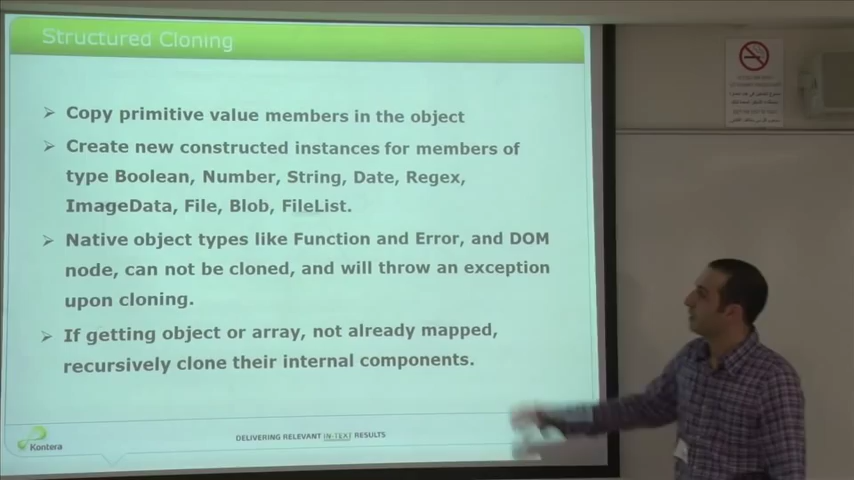 Structured Cloning
Copy primitive value members in the object
Create new constructed instances for members of
type Boolean, Number, String, Date, Regex,
ImageData, File, Blob, FileList.
Native object types like Function and Error, and DOM
node, can not be cloned, and will throw an exception
upon cloning.
If getting object or array, not already mapped,
recursively clone their internal components.
Kontera
DELIVERING RELEVANT IN-TEXT RESULTS